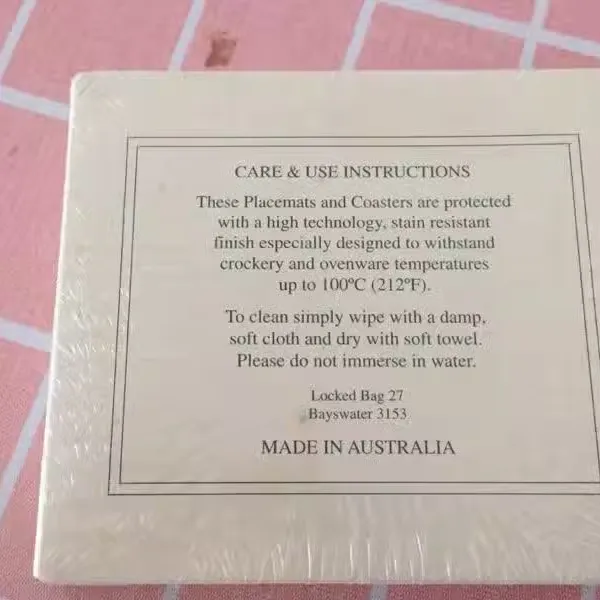 CARE & USE INSTRUCTIONS
These Placemats and Coasters are protected
with a high technology, stain resistant
finish especially designed to withstand
crockery and ovenware temperatures
up to 100ºC (212ºF).
To clean simply wipe with a damp,
soft cloth and dry with soft towel.
Please do not immerse in water.
Locked Bag 27
Bayswater 3153
MADE IN AUSTRALIA